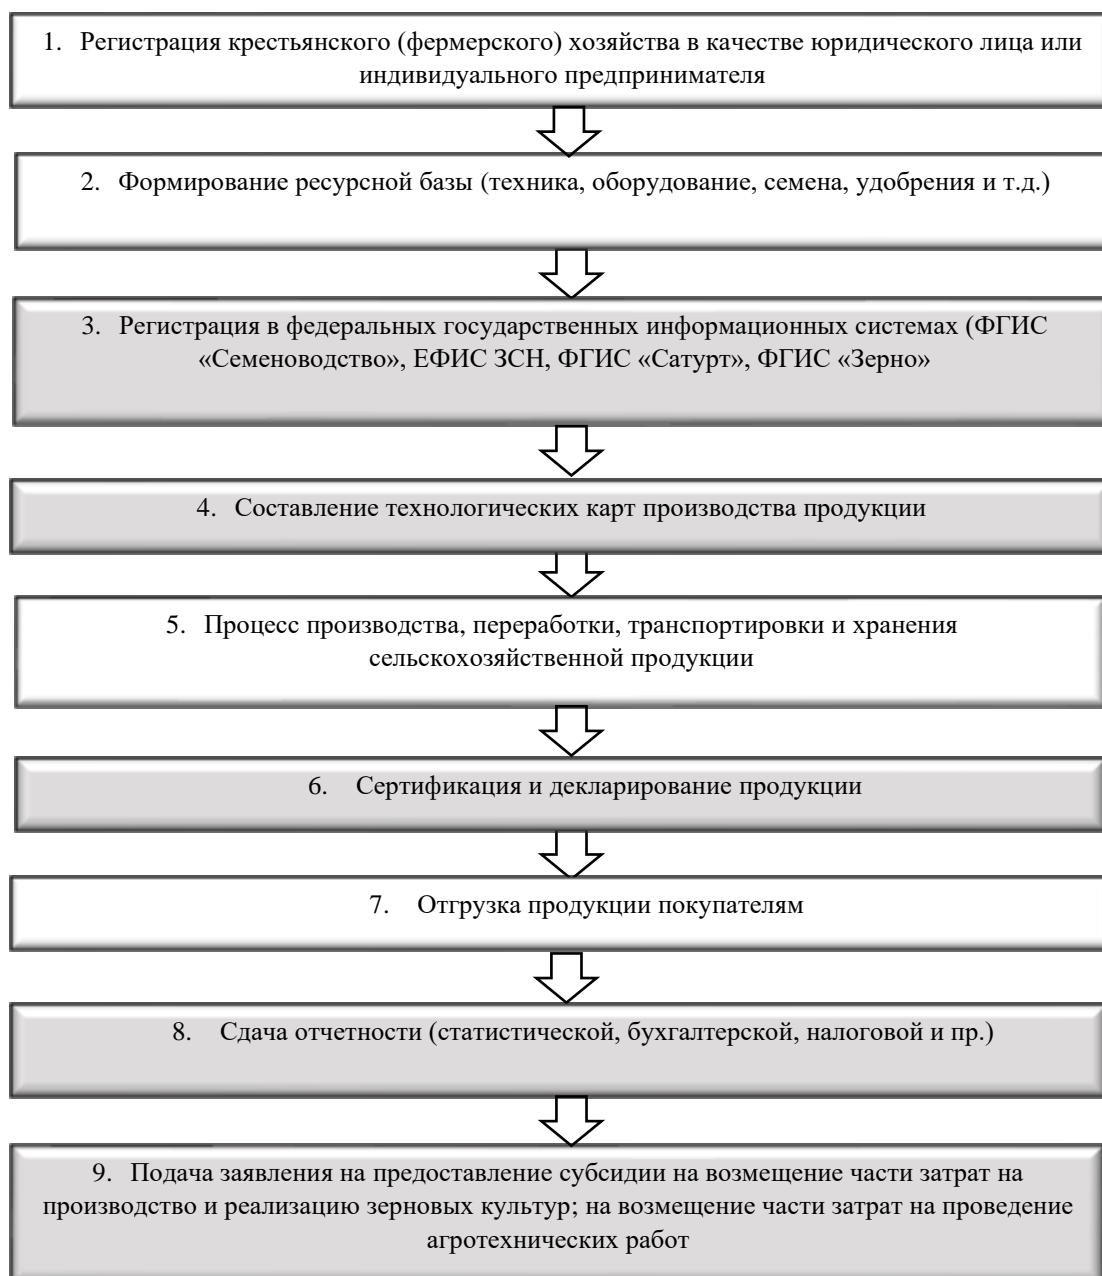 1. Регистрация крестьянского (фермерского) хозяйства в качестве юридического лица или
индивидуального предпринимателя
2. Формирование ресурсной базы (техника, оборудование, семена, удобрения и т.д.)
3. Регистрация в федеральных государственных информационных системах (ФГИС
«Семеноводство», ЕФИС ЗСН, ФГИС «Сатурт», ФГИС «Зерно»
4. Составление технологических карт производства продукции
5. Процесс производства, переработки, транспортировки и хранения
сельскохозяйственной продукции
6. Сертификация и декларирование продукции
7. Отгрузка продукции покупателям
8. Сдача отчетности (статистической, бухгалтерской, налоговой и пр.)
9. Подача заявления на предоставление субсидии на возмещение части затрат на
производство и реализацию зерновых культур; на возмещение части затрат на проведение
агротехнических работ